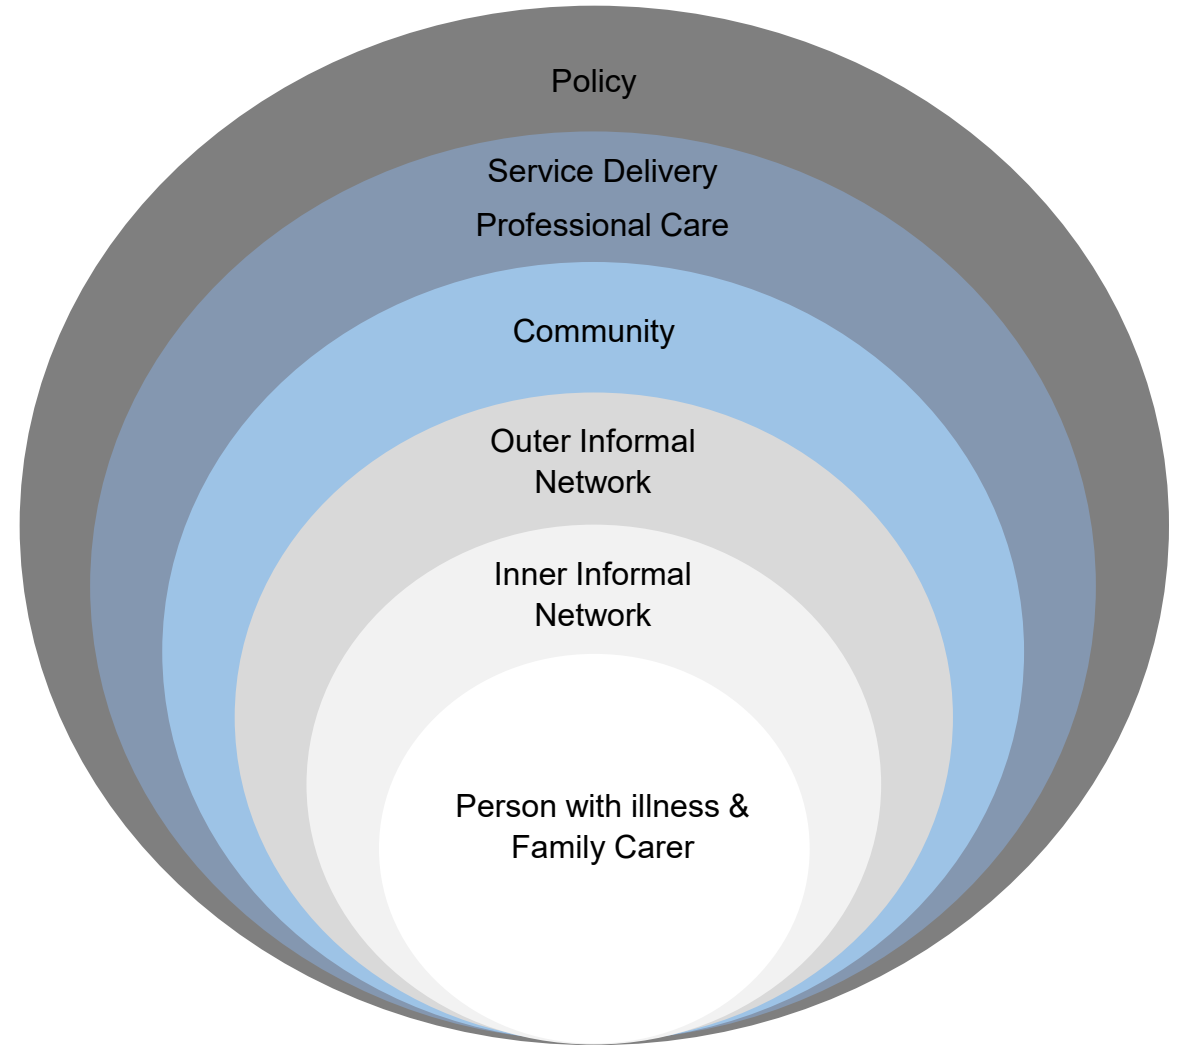 Policy
Service Delivery
Professional Care
Community
Outer Informal
Network
Inner Informal
Network
Person with illness &
Family Carer